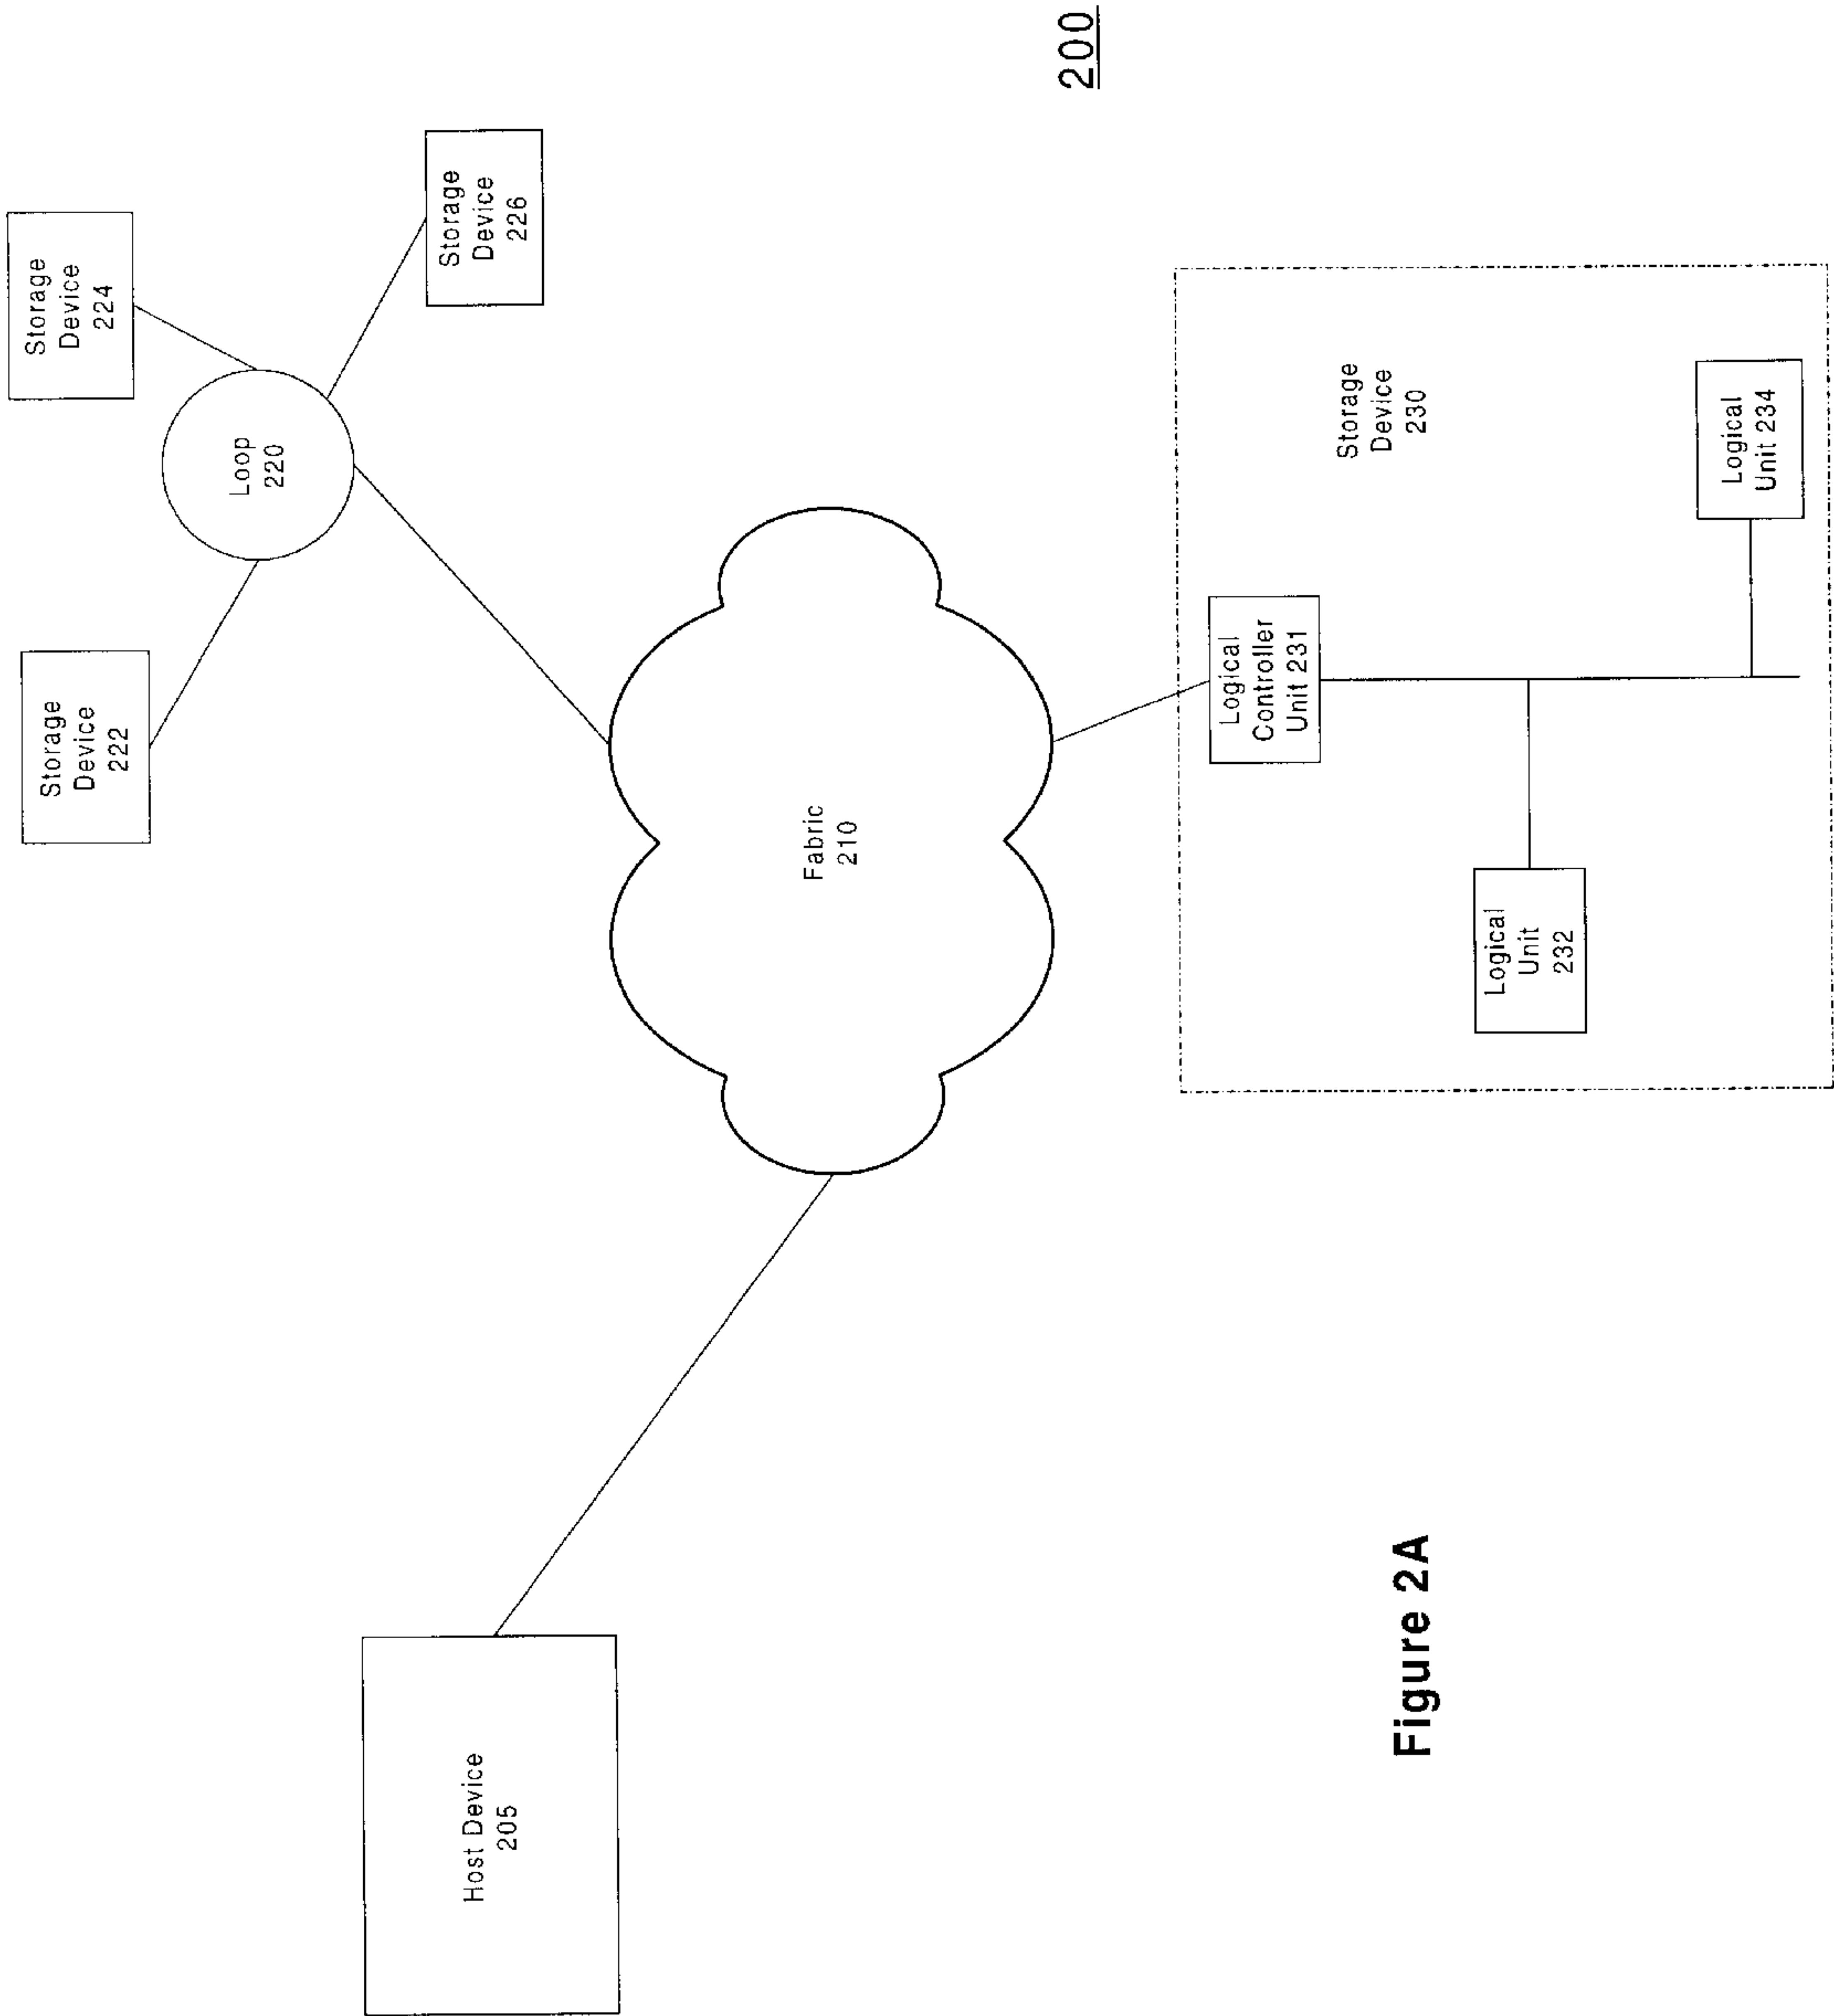 Storage
Device
222
Storage
Device
224
Loop
220
Storage
Device
226
Host Device
205
Fabric
210
200
Logical
Controller
Unit 231
Storage
Device
230
Logical
Unit
232
Logical
Unit 234
Figure 2A